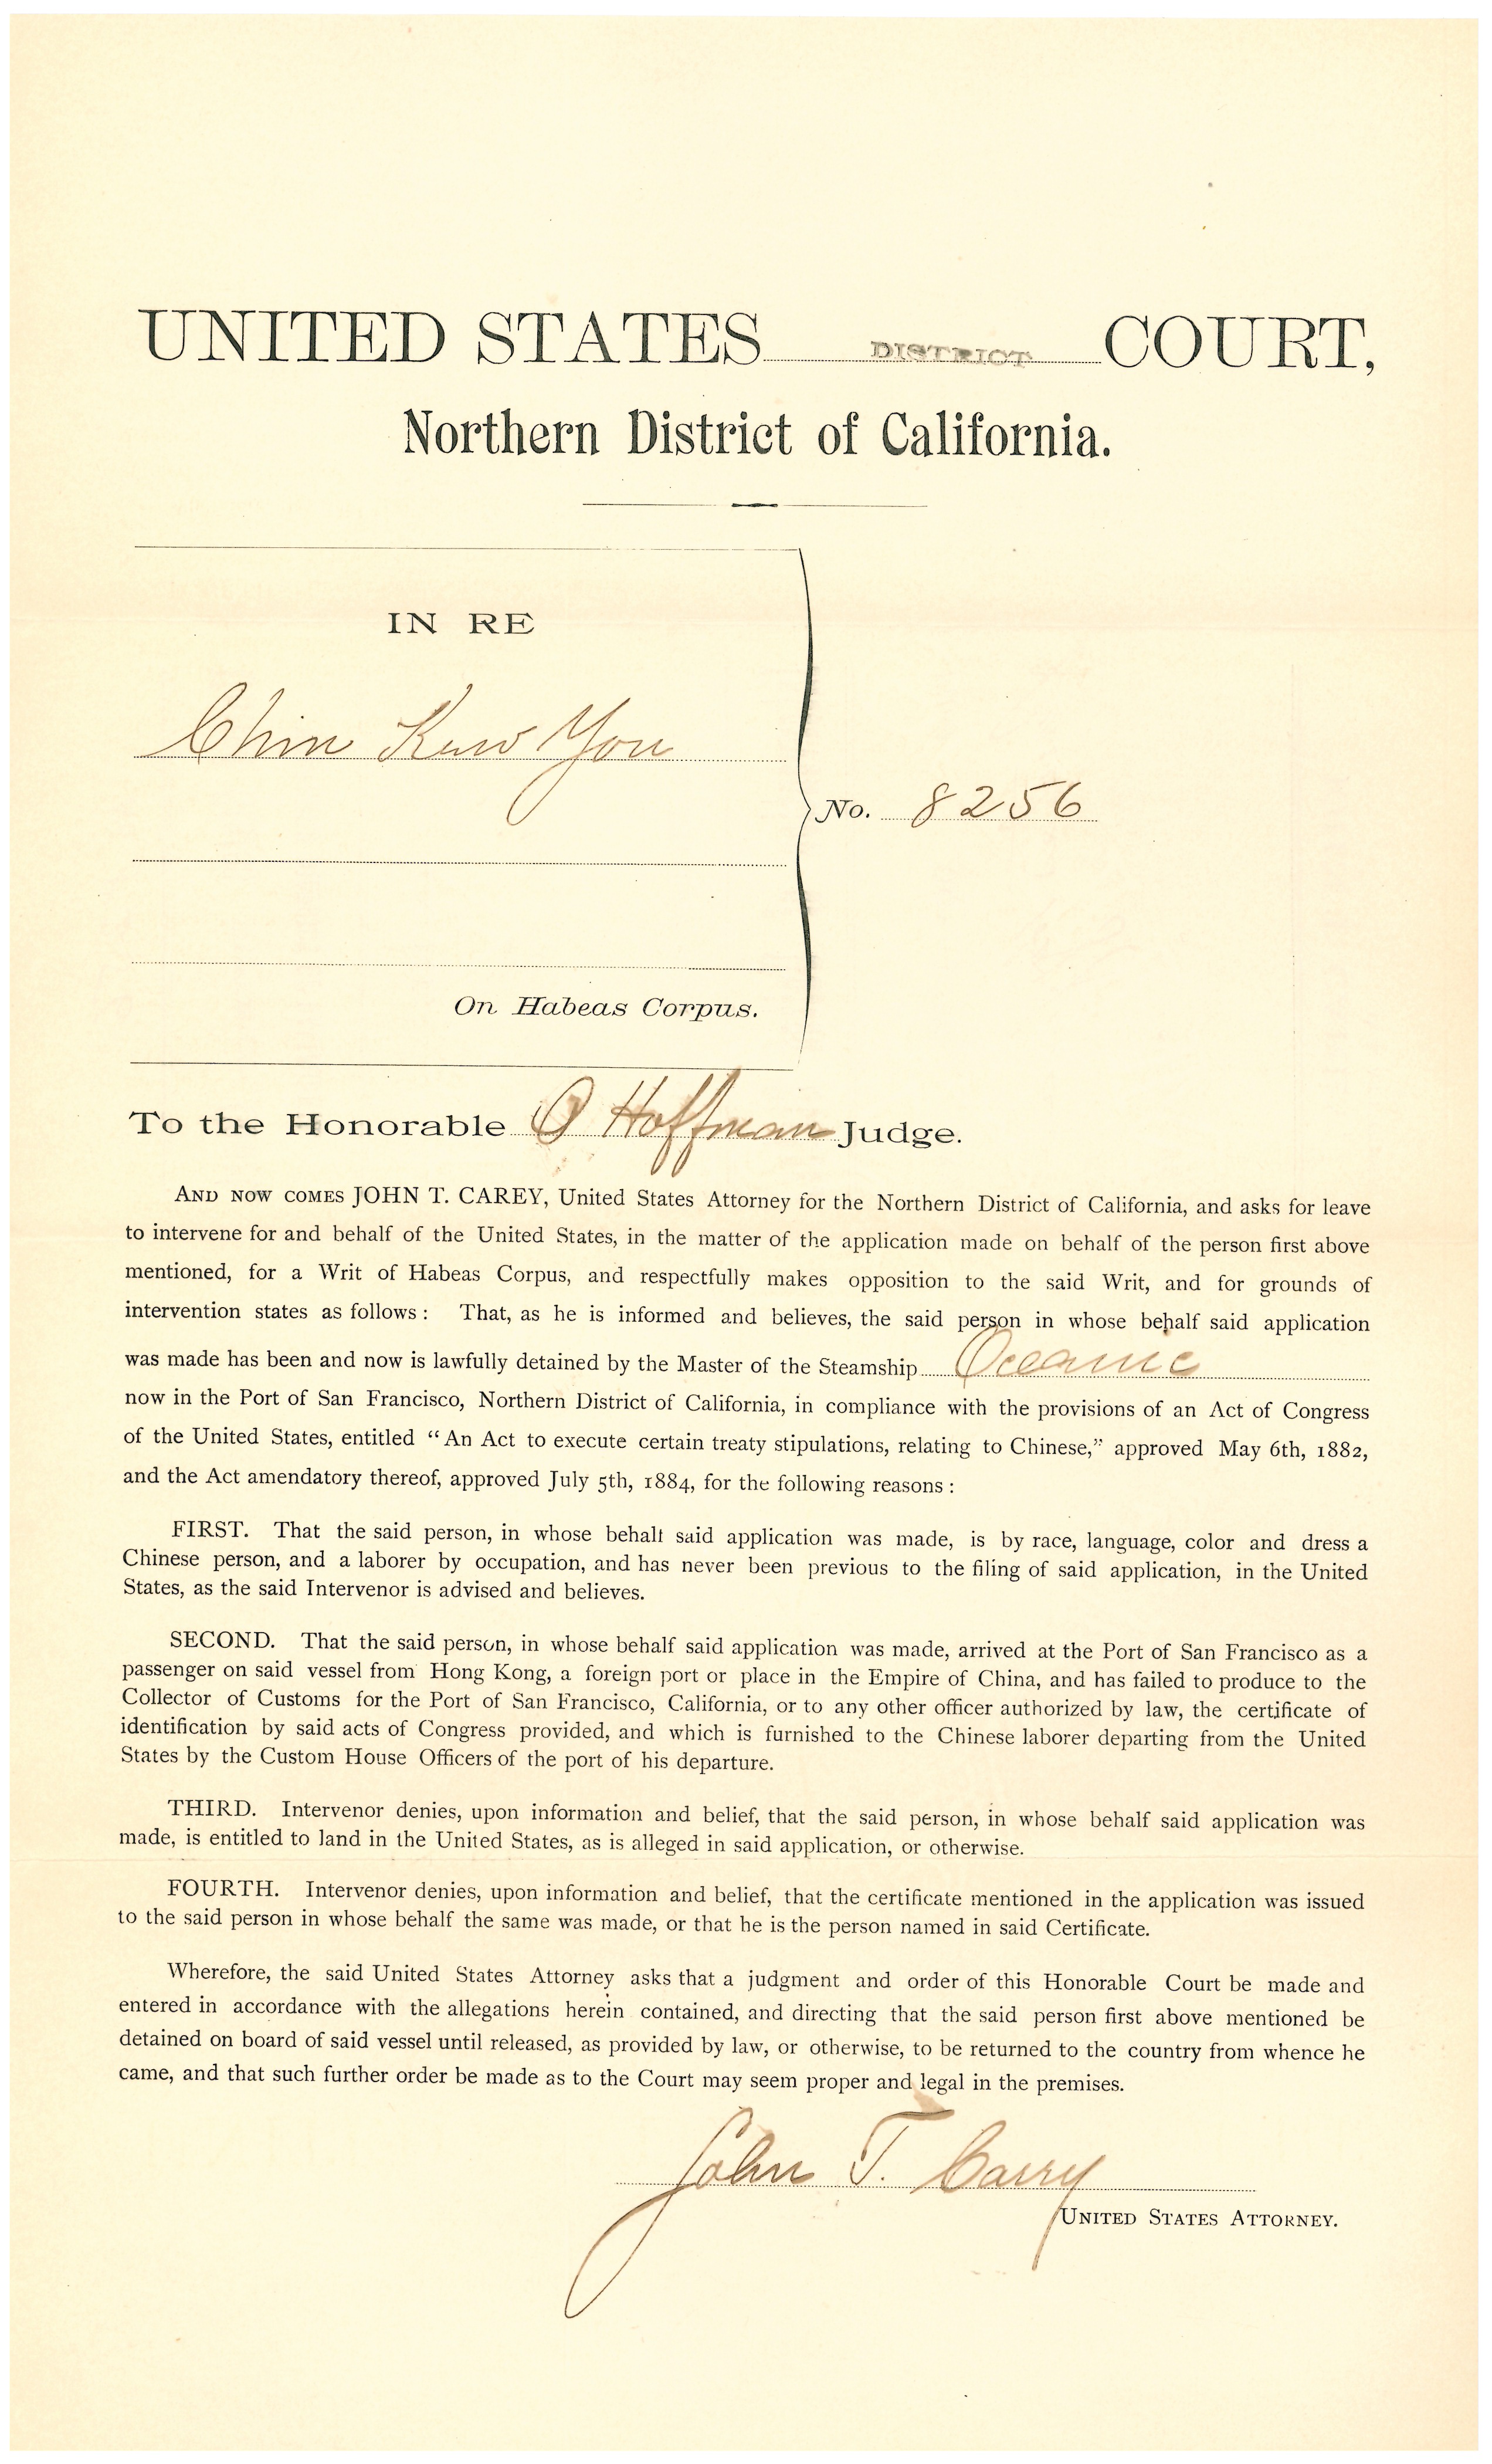 UNITED STATES DISTRICT COURT,
Northern District of California.
IN RE
Chin Kuw You
No. 8256
On Habeas Corpus.
To the Honorable O Hoffman Judge.
AND NOW COMES JOHN T. CAREY, United States Attorney for the Northern District of California, and asks for leave
to intervene for and behalf of the United States, in the matter of the application made on behalf of the person first above
mentioned, for a Writ of Habeas Corpus, and respectfully makes opposition to the said Writ, and for grounds of
intervention states as follows: That, as he is informed and believes, the said person in whose behalf said application
was made has been and now is lawfully detained by the Master of the Steamship Oceanic
now in the Port of San Francisco, Northern District of California, in compliance with the provisions of an Act of Congress
of the United States, entitled "An Act to execute certain treaty stipulations, relating to Chinese," approved May 6th, 1882,
and the Act amendatory thereof, approved July 5th, 1884, for the following reasons:
FIRST. That the said person, in whose behalf said application was made, is by race, language, color and dress a
Chinese person, and a laborer by occupation, and has never been previous to the filing of said application, in the United
States, as the said Intervenor is advised and believes.
SECOND. That the said person, in whose behalf said application was made, arrived at the Port of San Francisco as a
passenger on said vessel from Hong Kong, a foreign port or place in the Empire of China, and has failed to produce to the
Collector of Customs for the Port of San Francisco, California, or to any other officer authorized by law, the certificate of
identification by said acts of Congress provided, and which is furnished to the Chinese laborer departing from the United
States by the Custom House Officers of the port of his departure.
THIRD. Intervenor denies, upon information and belief, that the said person, in whose behalf said application was
made, is entitled to land in the United States, as is alleged in said application, or otherwise.
FOURTH. Intervenor denies, upon information and belief, that the certificate mentioned in the application was issued
to the said person in whose behalf the same was made, or that he is the person named in said Certificate.
Wherefore, the said United States Attorney asks that a judgment and order of this Honorable Court be made and
entered in accordance with the allegations herein contained, and directing that the said person first above mentioned be
detained on board of said vessel until released, as provided by law, or otherwise, to be returned to the country from whence he
came, and that such further order be made as to the Court may seem proper and legal in the premises.
John T. Carey
UNITED STATES ATTORNEY.